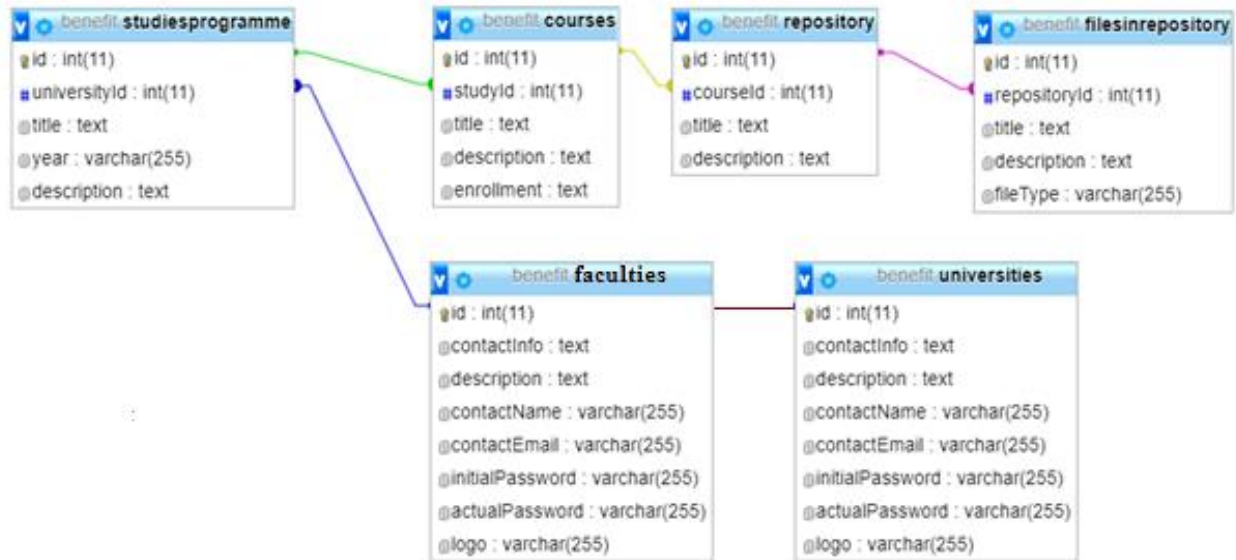 benefit studiesprogramme
id : int(11)
universityId : int(11)
title : text
year : varchar(255)
description : text
benefit courses
id : int(11)
studyId : int(11)
title : text
description : text
enrollment : text
benefit repository
id : int(11)
courseId : int(11)
title : text
description : text
benefit filesinrepository
id : int(11)
repositoryId : int(11)
title : text
description : text
fileType : varchar(255)
benefit faculties
id : int(11)
contactInfo : text
description : text
contactName : varchar(255)
contactEmail : varchar(255)
initialPassword : varchar(255)
actualPassword : varchar(255)
logo : varchar(255)
benefit universities
id : int(11)
contactInfo : text
description : text
contactName : varchar(255)
contactEmail : varchar(255)
initialPassword : varchar(255)
actualPassword : varchar(255)
logo : varchar(255)